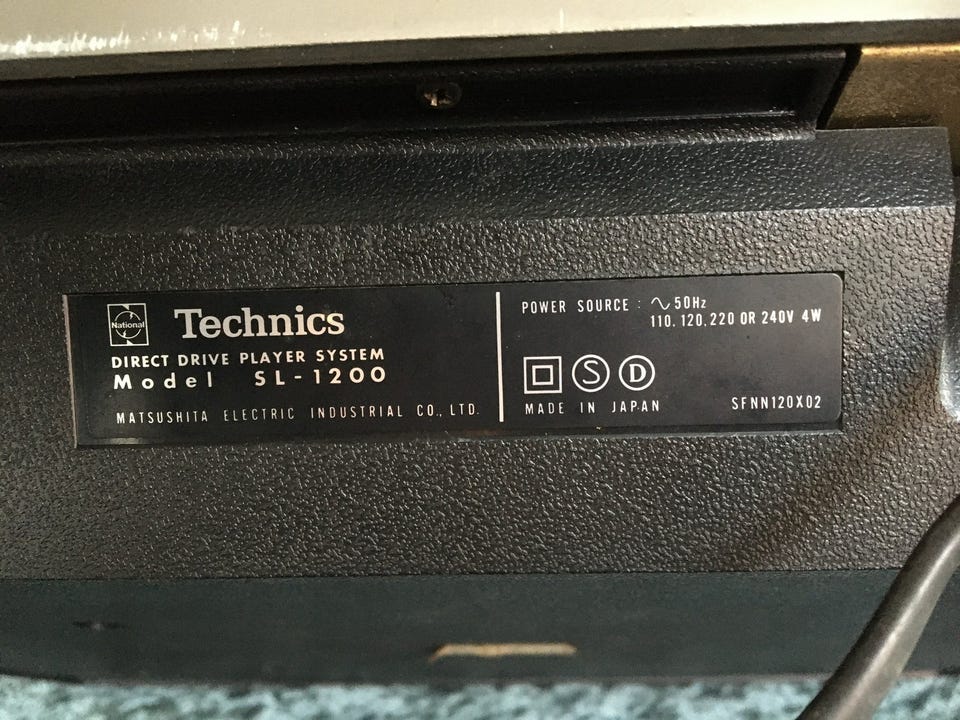 National
Technics
DIRECT DRIVE PLAYER SYSTEM
Model SL-1200
MATSUSHITA ELECTRIC INDUSTRIAL CO., LTD.
POWER SOURCE : ∿ 50Hz
110, 120, 220 OR 240V 4W
S D
MADE IN JAPAN SFNN120X02